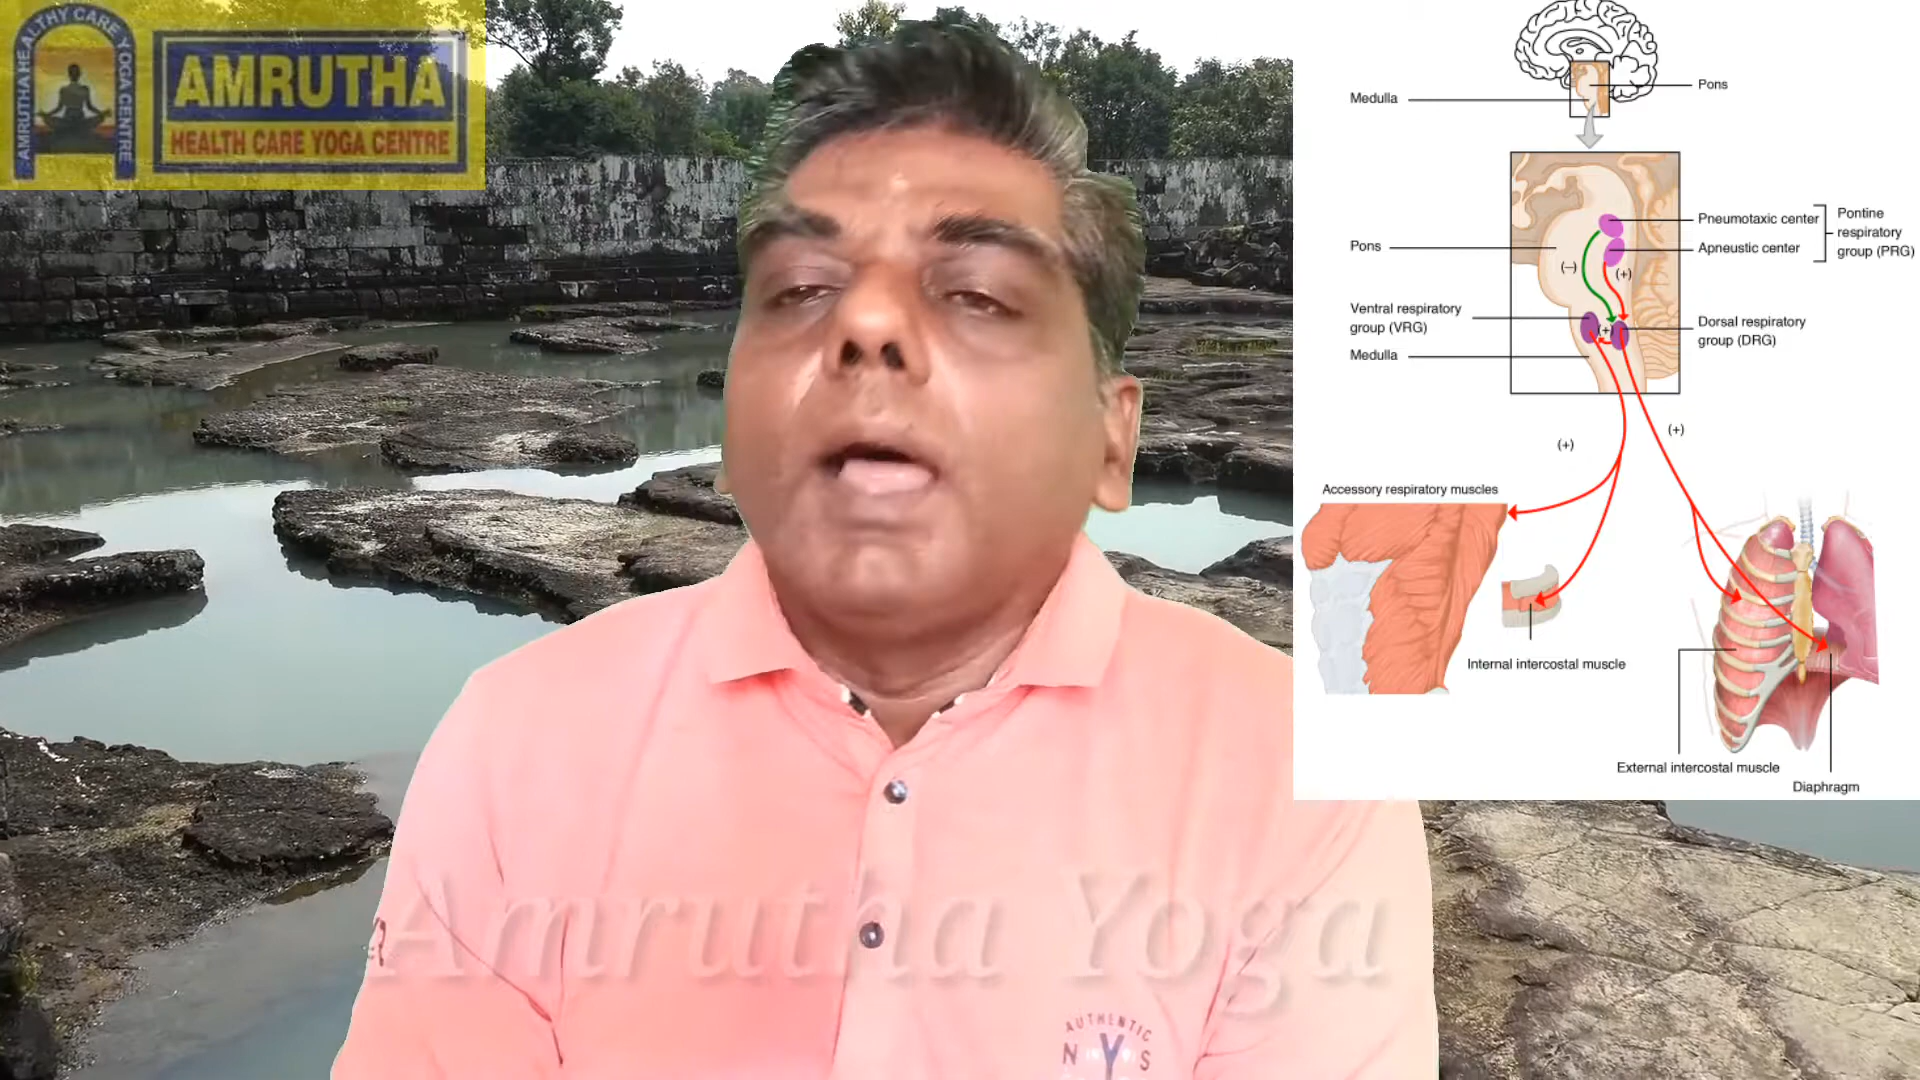 AMRUTHA HEALTHY CARE YOGA CENTRE
AMRUTHA
HEALTH CARE YOGA CENTRE
Medulla
Pons
Pneumotaxic center
Apneustic center
Pontine
respiratory
group (PRG)
Pons
(–)
(+)
Ventral respiratory
group (VRG)
(+)
Dorsal respiratory
group (DRG)
Medulla
(+)
(+)
Accessory respiratory muscles
Internal intercostal muscle
External intercostal muscle
Diaphragm
Amrutha Yoga
AUTHENTIC
N Y S